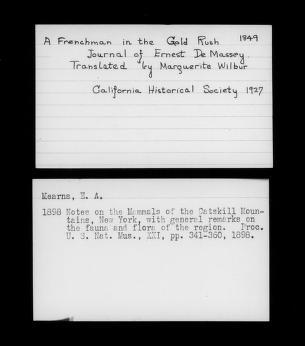 A Frenchman in the Gold Rush 1849
Journal of Ernest De Massey
Translated by Marguerite Wilbur
California Historical Society 1927
Mearns, E. A.
1898 Notes on the Mammals of the Catskill Moun-
tains, New York, with general remarks on
the fauna and flora of the region. Proc.
U. S. Nat. Mus., XXI, pp. 341-360, 1898.